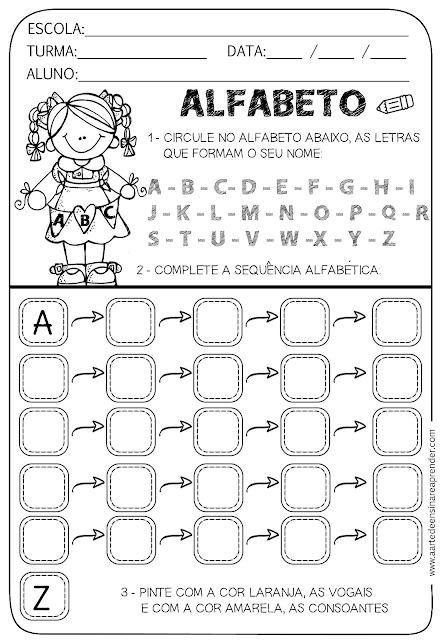 ESCOLA:
TURMA: DATA: / /
ALUNO:
ALFABETO
1 - CIRCULE NO ALFABETO ABAIXO, AS LETRAS
QUE FORMAM O SEU NOME:
A - B - C - D - E - F - G - H - I
J - K - L - M - N - O - P - Q - R
S - T - U - V - W - X - Y - Z
A B C
2 - COMPLETE A SEQUÊNCIA ALFABÉTICA:
A
Z
3 - PINTE COM A COR LARANJA, AS VOGAIS
E COM A COR AMARELA, AS CONSOANTES
www.aartedeensinareaprender.com